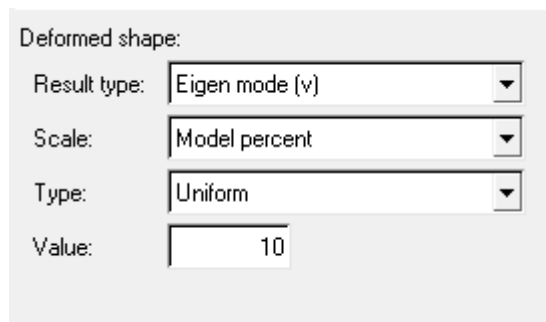 Deformed shape:
Result type: Eigen mode (v)
Scale: Model percent
Type: Uniform
Value: 10